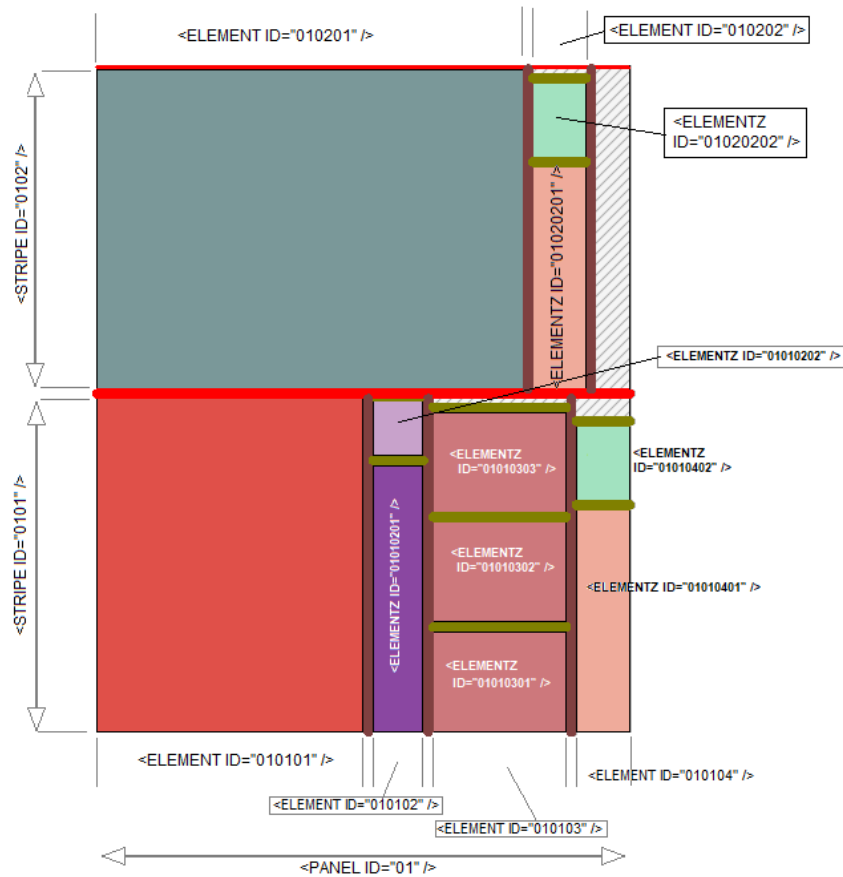 <ELEMENT ID="010201" />
<ELEMENT ID="010202" />
<ELEMENTZ
ID="01020202" />
<STRIPE ID="0102" />
<ELEMENTZ ID="01020201" />
<ELEMENTZ ID="01010202" />
<STRIPE ID="0101" />
<ELEMENTZ ID="01010201" />
<ELEMENTZ
ID="01010303" />
<ELEMENTZ
ID="01010402" />
<ELEMENTZ
ID="01010302" />
<ELEMENTZ ID="01010401" />
<ELEMENTZ
ID="01010301" />
<ELEMENT ID="010101" />
<ELEMENT ID="010104" />
<ELEMENT ID="010102" />
<ELEMENT ID="010103" />
<PANEL ID="01" />